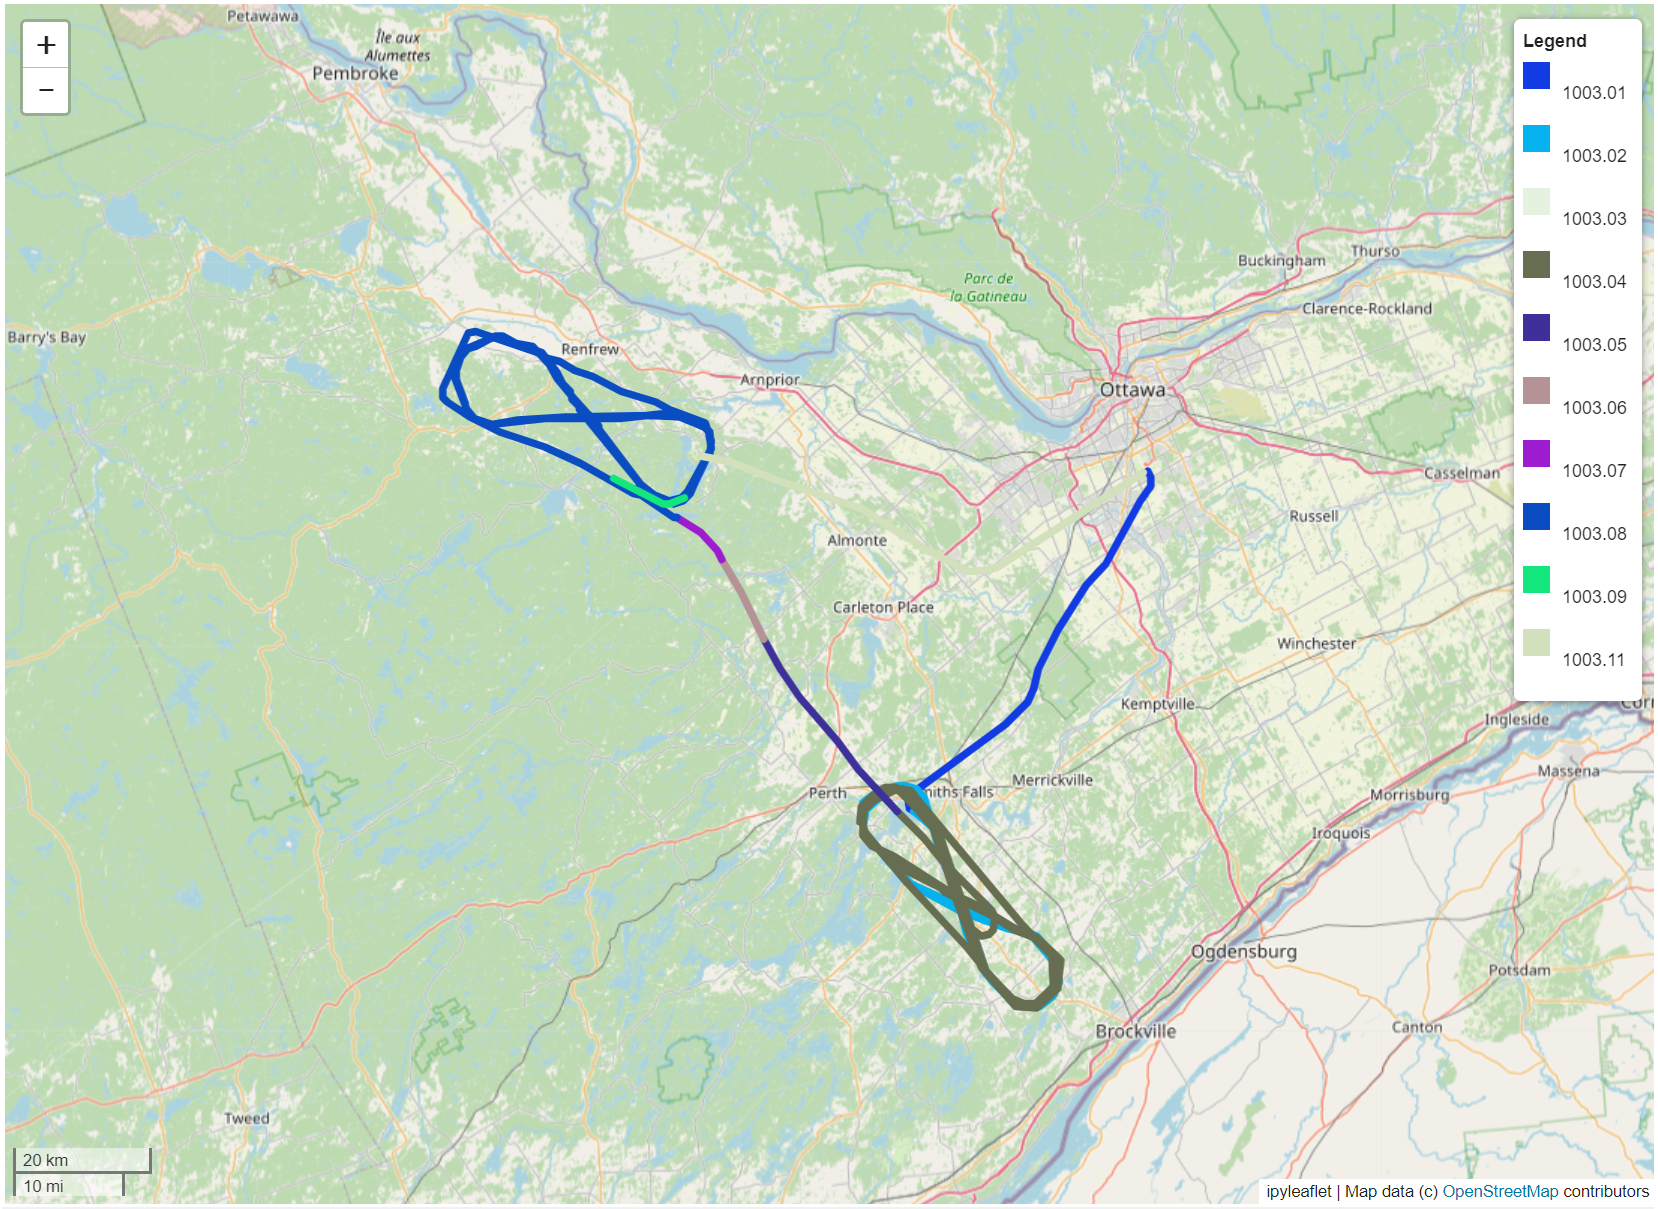 Petawawa
Île aux
Alumettes
Pembroke
+
−
Legend
1003.01
1003.02
1003.03
1003.04
1003.05
1003.06
1003.07
1003.08
1003.09
1003.11
Parc de
la Gatineau
Buckingham
Thurso
Clarence-Rockland
Barry's Bay
Renfrew
Arnprior
Ottawa
Casselman
Russell
Almonte
Carleton Place
Winchester
Kemptville
Ingleside
Corn
Massena
Perth
miths Falls
Merrickville
Morrisburg
Iroquois
Ogdensburg
Potsdam
Brockville
Canton
Tweed
20 km
10 mi
ipyleaflet | Map data (c) OpenStreetMap contributors